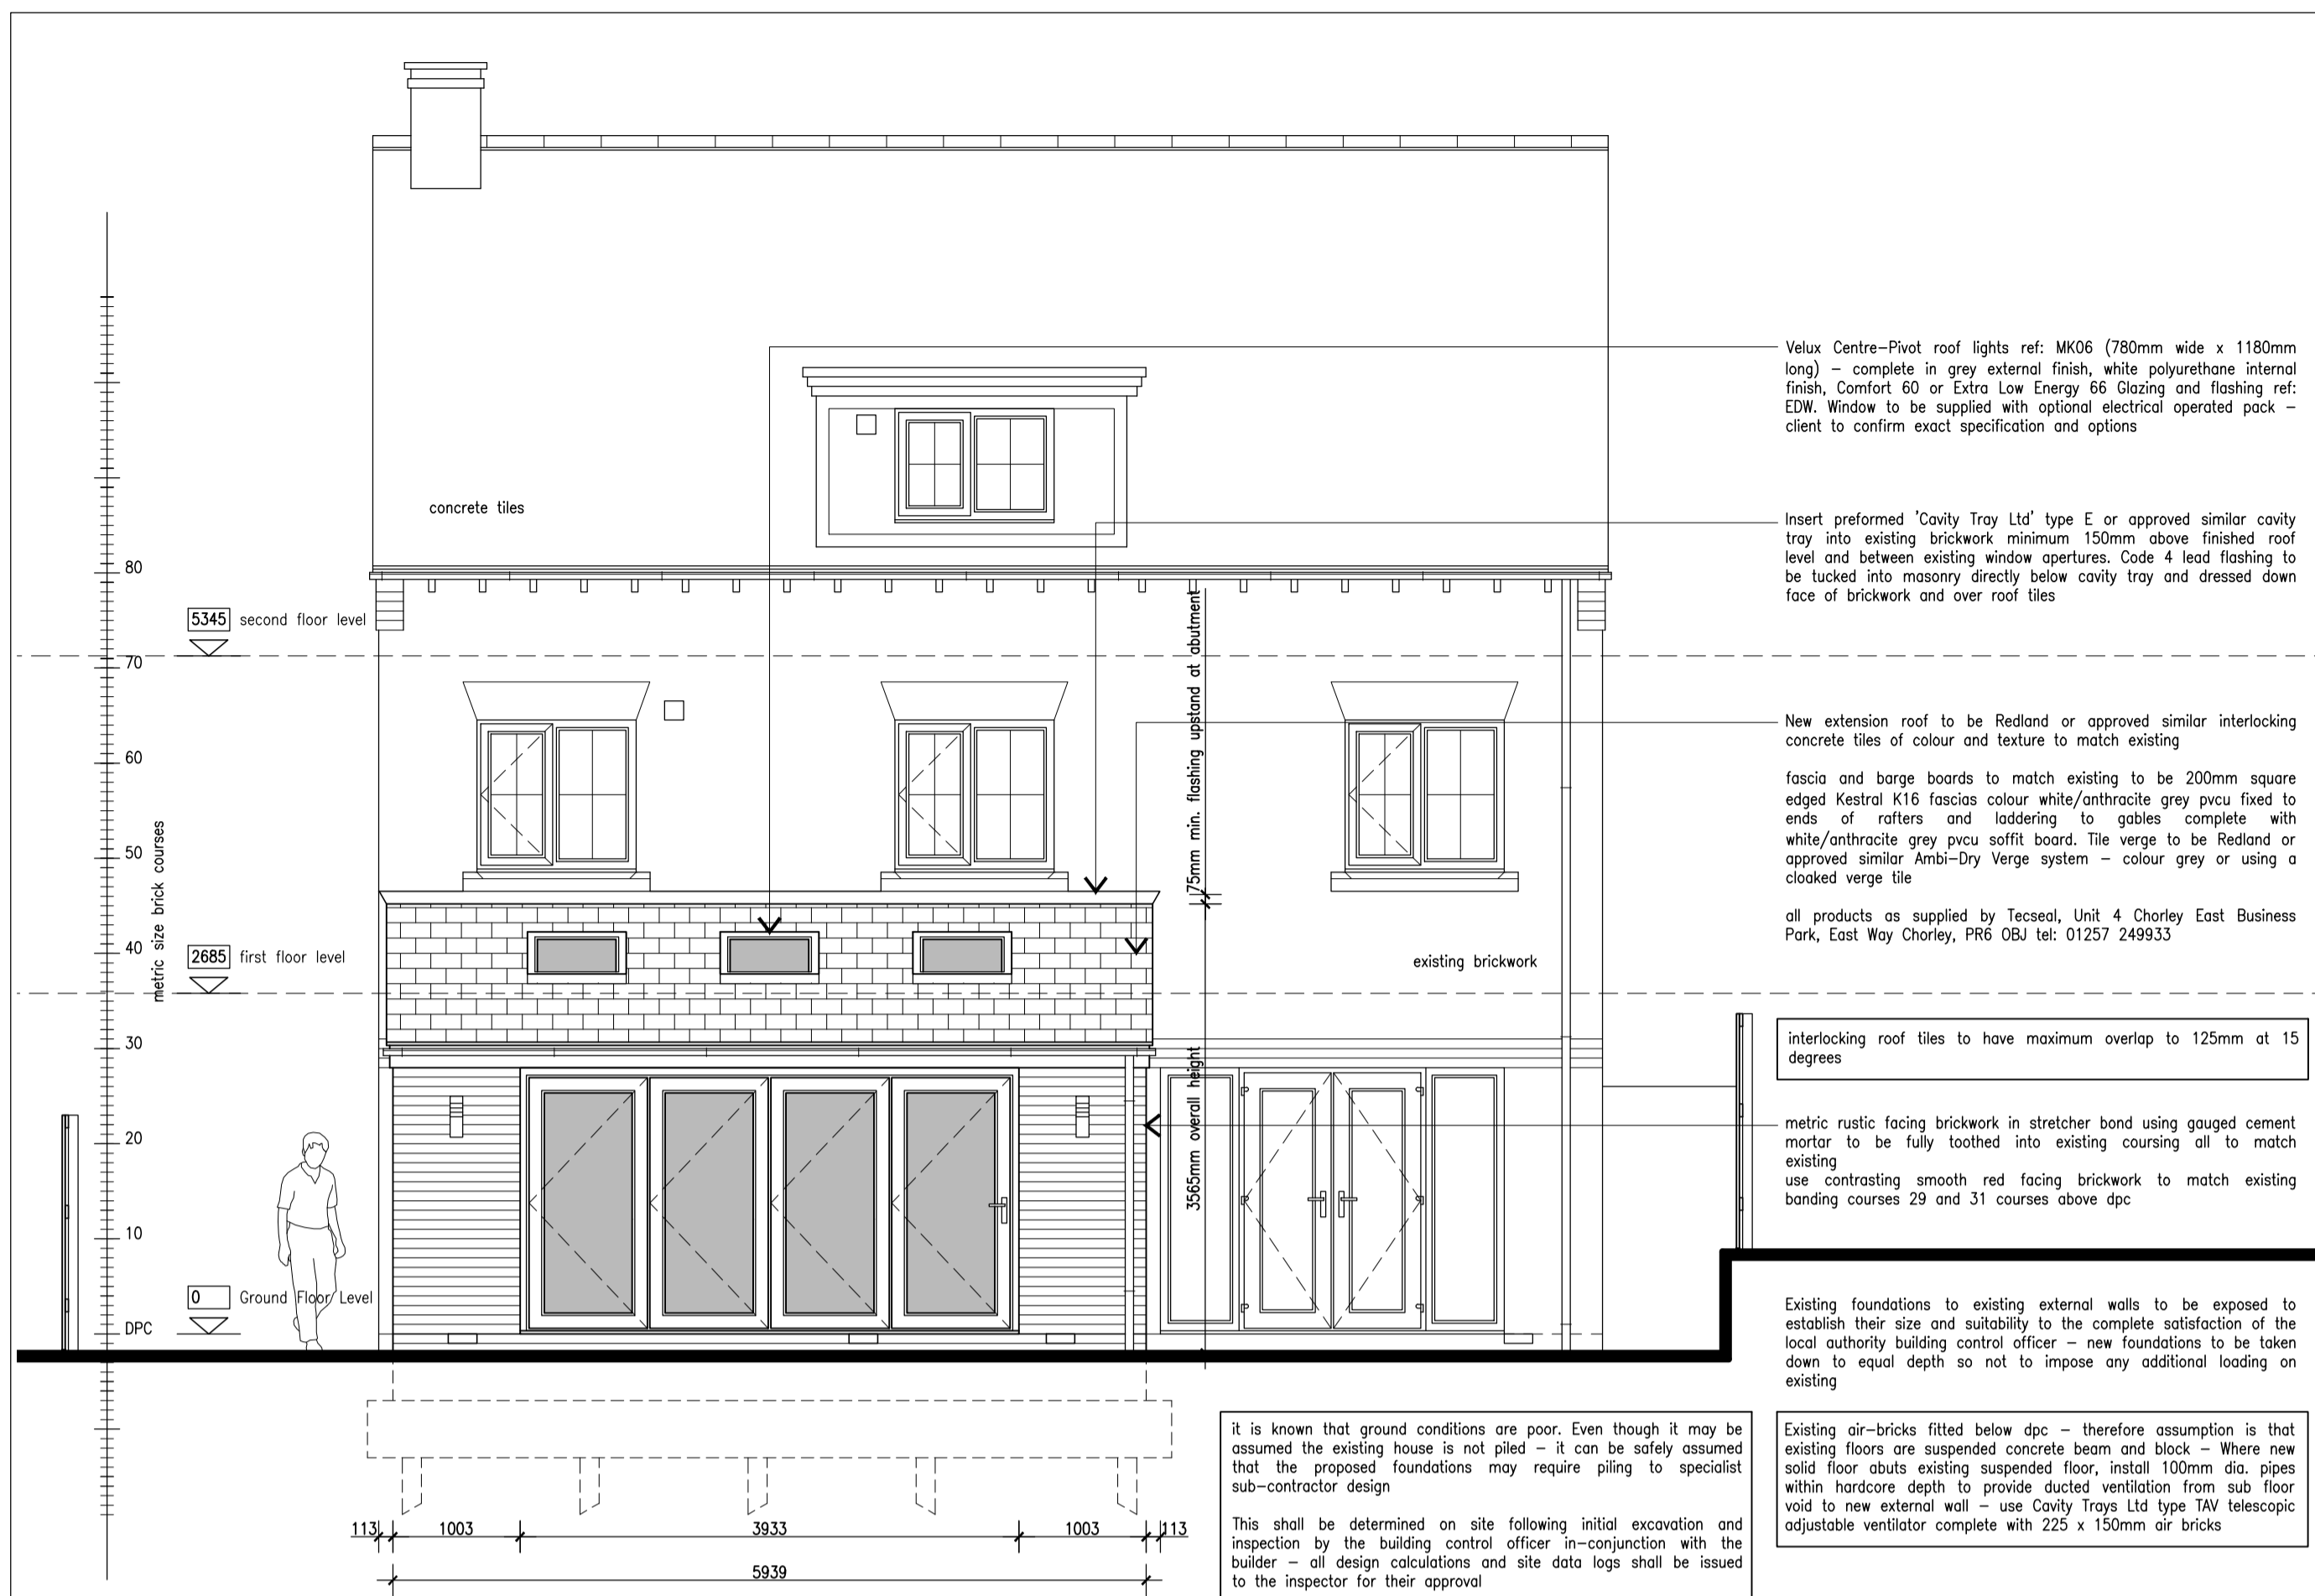 concrete tiles
80
5345 second floor level
70
60
50
metric size brick courses
40
2685 first floor level
30
20
10
0 Ground Floor Level
DPC
75mm min. flashing upstand at abutment
3565mm overall height
existing brickwork
113
1003
3933
1003
113
5939
Velux Centre-Pivot roof lights ref: MK06 (780mm wide x 1180mm
long) – complete in grey external finish, white polyurethane internal
finish, Comfort 60 or Extra Low Energy 66 Glazing and flashing ref:
EDW. Window to be supplied with optional electrical operated pack –
client to confirm exact specification and options
Insert preformed 'Cavity Tray Ltd' type E or approved similar cavity
tray into existing brickwork minimum 150mm above finished roof
level and between existing window apertures. Code 4 lead flashing to
be tucked into masonry directly below cavity tray and dressed down
face of brickwork and over roof tiles
New extension roof to be Redland or approved similar interlocking
concrete tiles of colour and texture to match existing
fascia and barge boards to match existing to be 200mm square
edged Kestral K16 fascias colour white/anthracite grey pvcu fixed to
ends of rafters and laddering to gables complete with
white/anthracite grey pvcu soffit board. Tile verge to be Redland or
approved similar Ambi-Dry Verge system – colour grey or using a
cloaked verge tile
all products as supplied by Tecseal, Unit 4 Chorley East Business
Park, East Way Chorley, PR6 OBJ tel: 01257 249933
interlocking roof tiles to have maximum overlap to 125mm at 15
degrees
metric rustic facing brickwork in stretcher bond using gauged cement
mortar to be fully toothed into existing coursing all to match
existing
use contrasting smooth red facing brickwork to match existing
banding courses 29 and 31 courses above dpc
Existing foundations to existing external walls to be exposed to
establish their size and suitability to the complete satisfaction of the
local authority building control officer – new foundations to be taken
down to equal depth so not to impose any additional loading on
existing
it is known that ground conditions are poor. Even though it may be
assumed the existing house is not piled – it can be safely assumed
that the proposed foundations may require piling to specialist
sub-contractor design
This shall be determined on site following initial excavation and
inspection by the building control officer in-conjunction with the
builder – all design calculations and site data logs shall be issued
to the inspector for their approval
Existing air-bricks fitted below dpc – therefore assumption is that
existing floors are suspended concrete beam and block – Where new
solid floor abuts existing suspended floor, install 100mm dia. pipes
within hardcore depth to provide ducted ventilation from sub floor
void to new external wall – use Cavity Trays Ltd type TAV telescopic
adjustable ventilator complete with 225 x 150mm air bricks